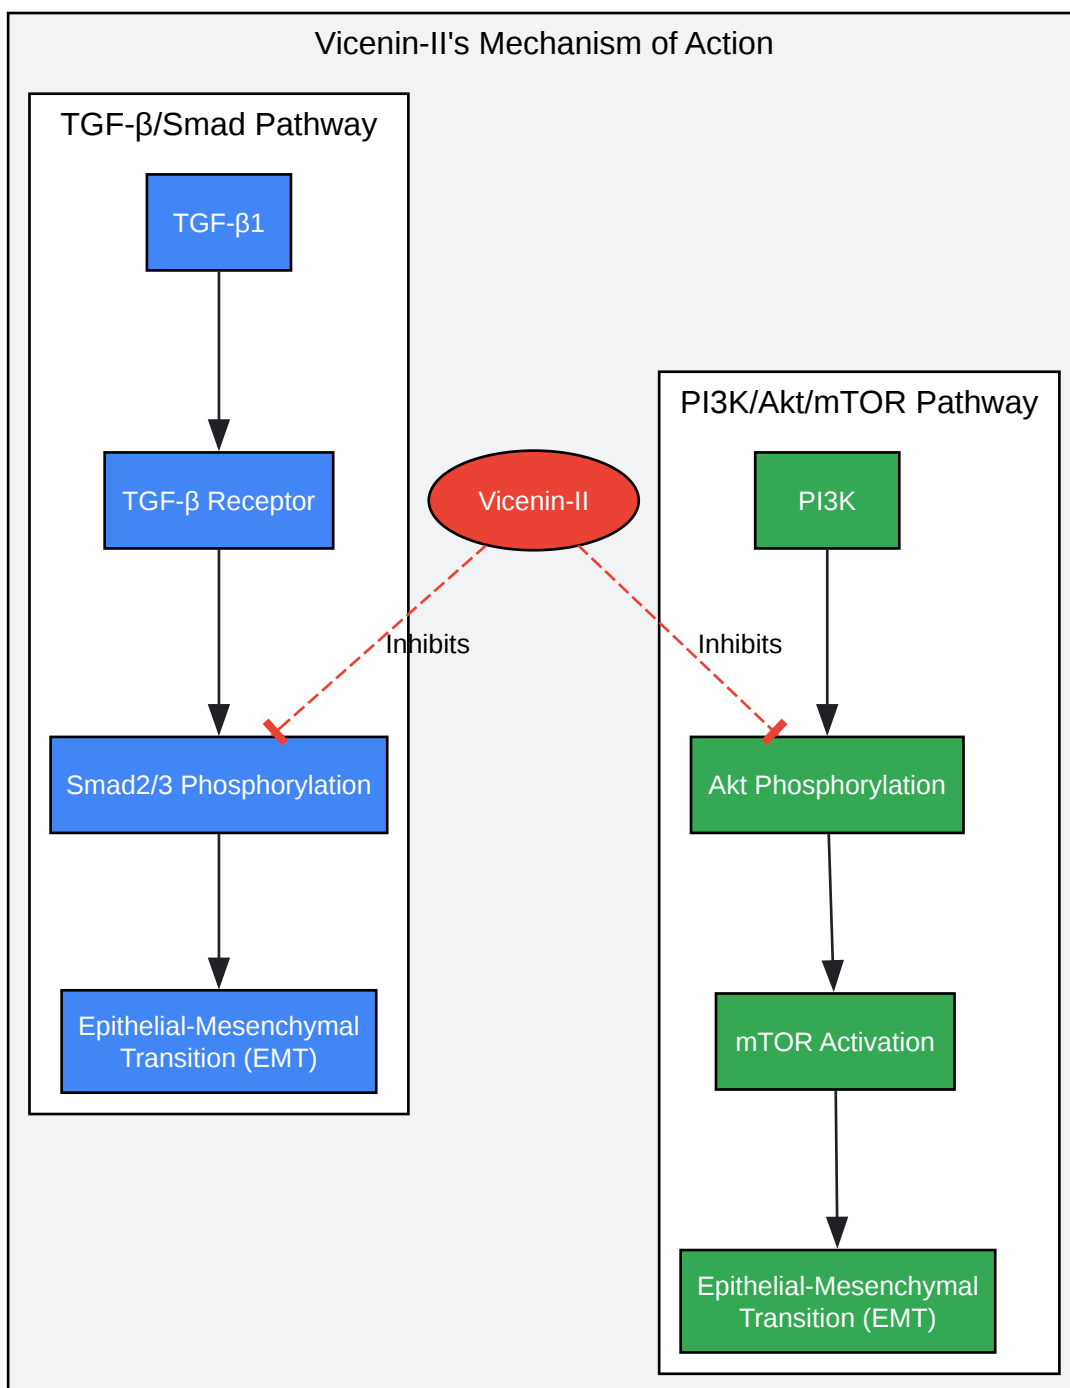 Vicenin-II's Mechanism of Action
TGF-β/Smad Pathway
TGF-β1
TGF-β Receptor
Smad2/3 Phosphorylation
Epithelial-Mesenchymal
Transition (EMT)
Vicenin-II
Inhibits
Inhibits
PI3K/Akt/mTOR Pathway
PI3K
Akt Phosphorylation
mTOR Activation
Epithelial-Mesenchymal
Transition (EMT)